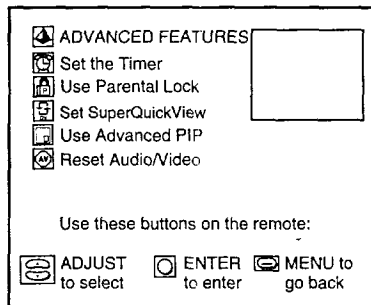 ADVANCED FEATURES
Set the Timer
Use Parental Lock
Set SuperQuickView
Use Advanced PIP
Reset Audio/Video
Use these buttons on the remote:
ADJUST
to select
ENTER
to enter
MENU to
go back